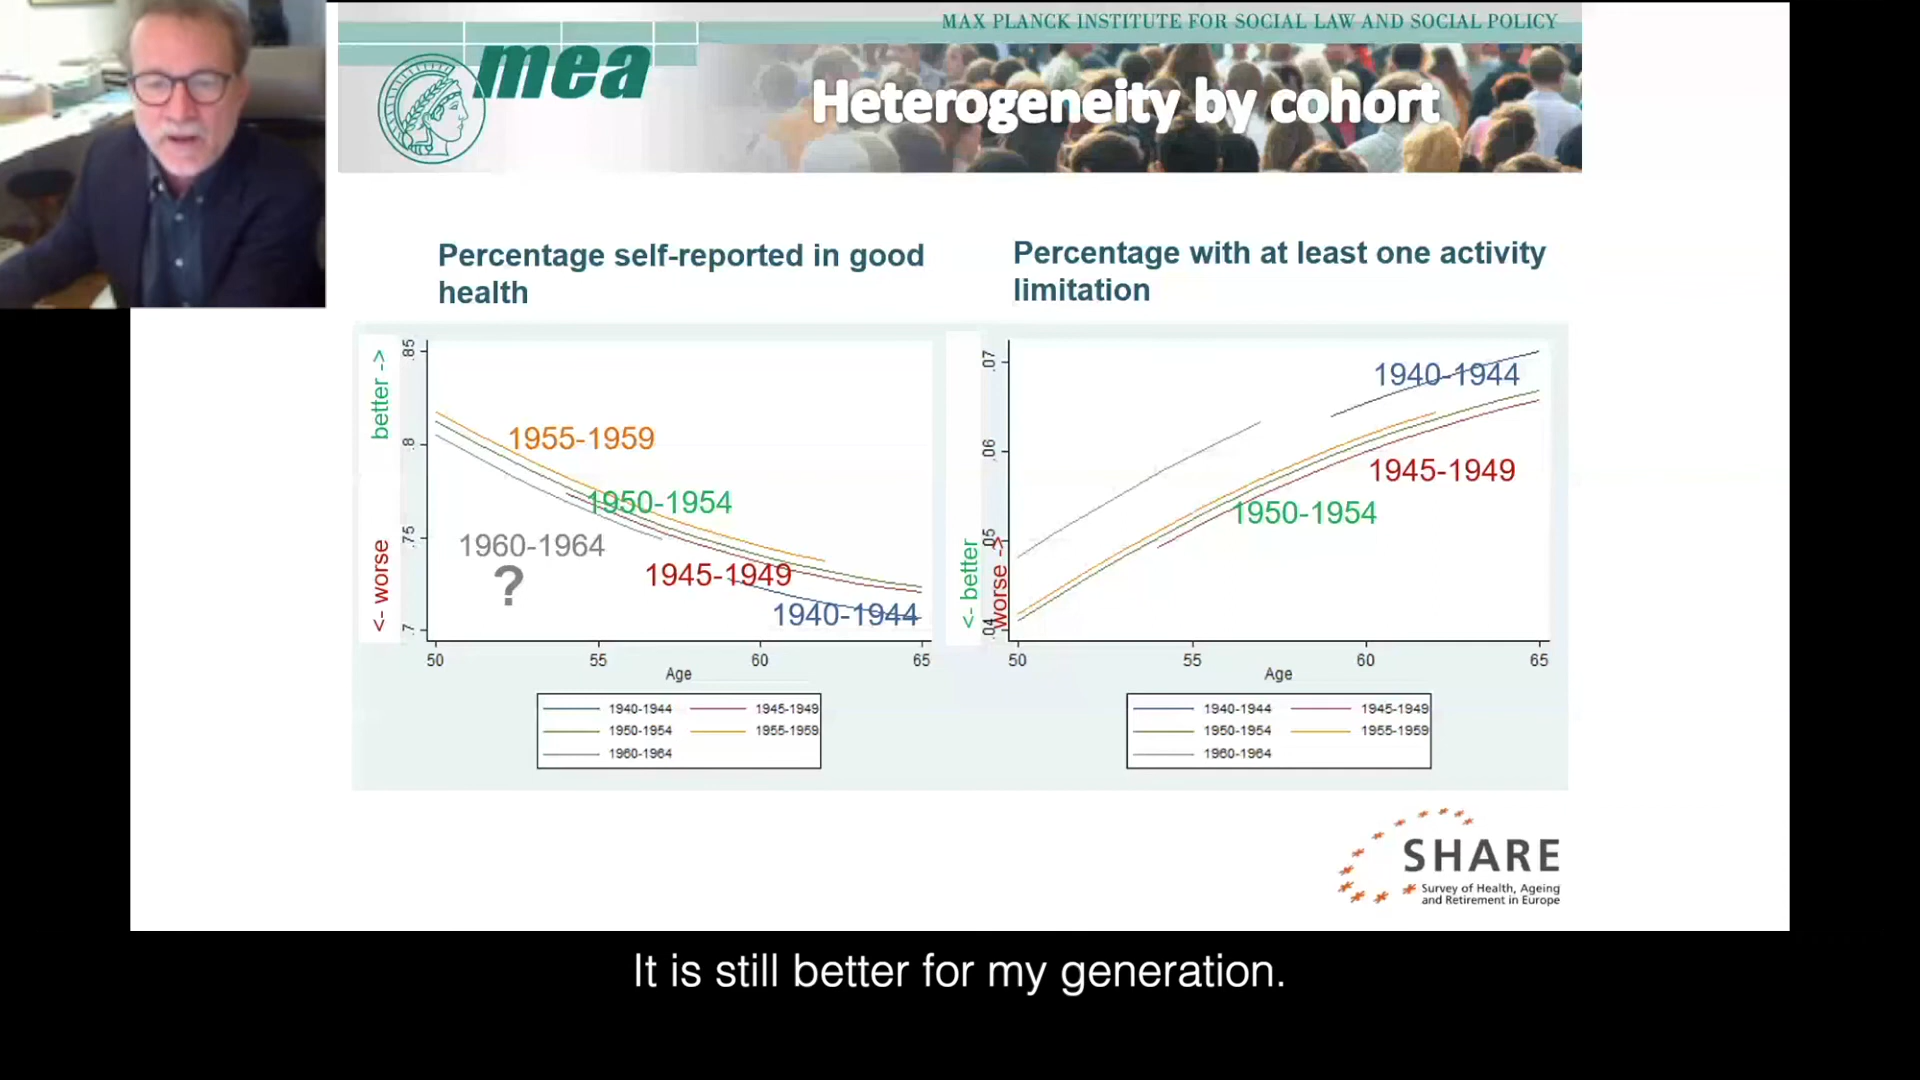 MAX PLANCK INSTITUTE FOR SOCIAL LAW AND SOCIAL POLICY
mea
Heterogeneity by cohort
Percentage self-reported in good
health
better ->
<- worse
.85
.8
.75
.7
1955-1959
1950-1954
1960-1964
?
1945-1949
1940-1944
50 55 60 65
Age
1940-1944 1945-1949
1950-1954 1955-1959
1960-1964
Percentage with at least one activity
limitation
<- better
worse ->
.07
.06
.05
.04
1940-1944
1945-1949
1950-1954
50 55 60 65
Age
1940-1944 1945-1949
1950-1954 1955-1959
1960-1964
SHARE
Survey of Health, Ageing
and Retirement in Europe
It is still better for my generation.